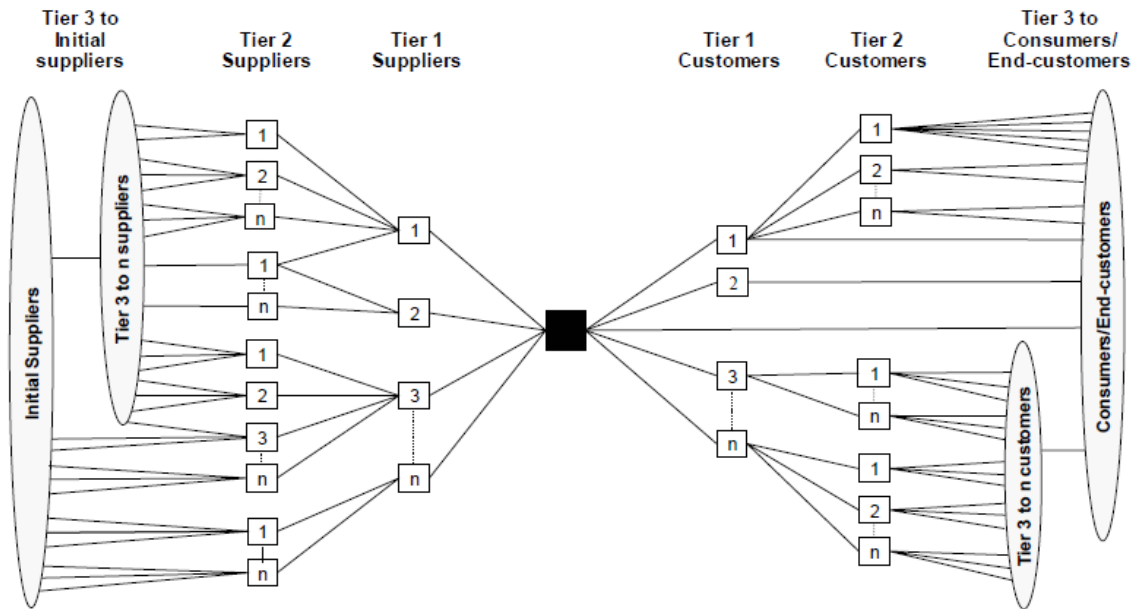 Tier 3 to
Initial
suppliers
Tier 2
Suppliers
Tier 1
Suppliers
Tier 1
Customers
Tier 2
Customers
Tier 3 to
Consumers/
End-customers
Initial Suppliers
Tier 3 to n suppliers
1
2
n
1
n
1
2
3
n
1
n
1
2
3
n
1
2
3
n
1
2
n
1
n
1
2
n
Tier 3 to n customers
Consumers/End-customers